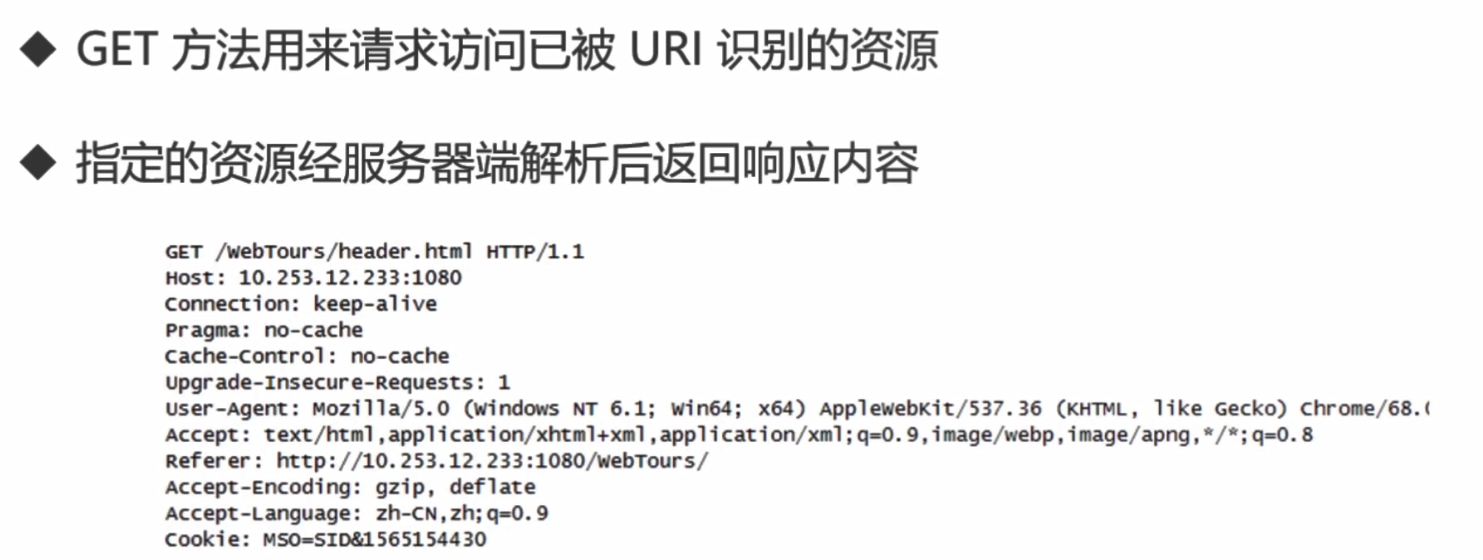 ◆ GET 方法用来请求访问已被 URI 识别的资源
◆ 指定的资源经服务器端解析后返回响应内容
GET /WebTours/header.html HTTP/1.1
Host: 10.253.12.233:1080
Connection: keep-alive
Pragma: no-cache
Cache-Control: no-cache
Upgrade-Insecure-Requests: 1
User-Agent: Mozilla/5.0 (Windows NT 6.1; Win64; x64) AppleWebKit/537.36 (KHTML, like Gecko) Chrome/68.
Accept: text/html,application/xhtml+xml,application/xml;q=0.9,image/webp,image/apng,*/*;q=0.8
Referer: http://10.253.12.233:1080/WebTours/
Accept-Encoding: gzip, deflate
Accept-Language: zh-CN,zh;q=0.9
Cookie: MSO=SID&1565154430